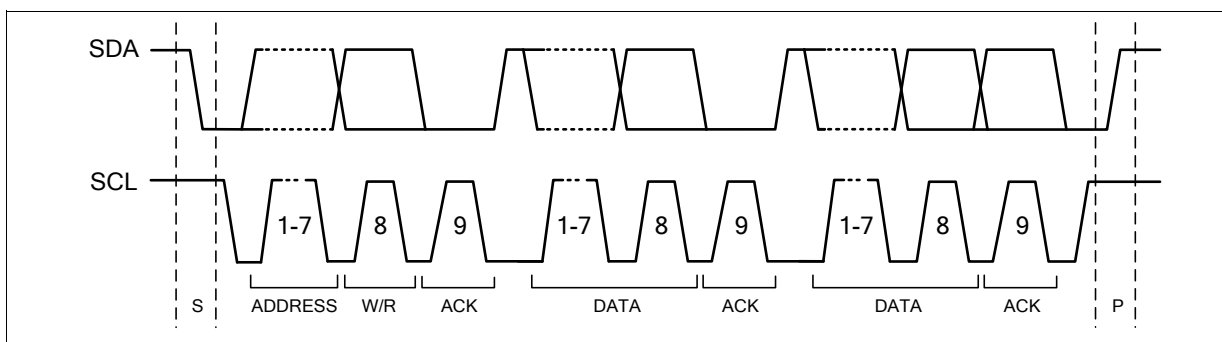 SDA
SCL
1-7 8 9 1-7 8 9 1-7 8 9
S ADDRESS W/R ACK DATA ACK DATA ACK P